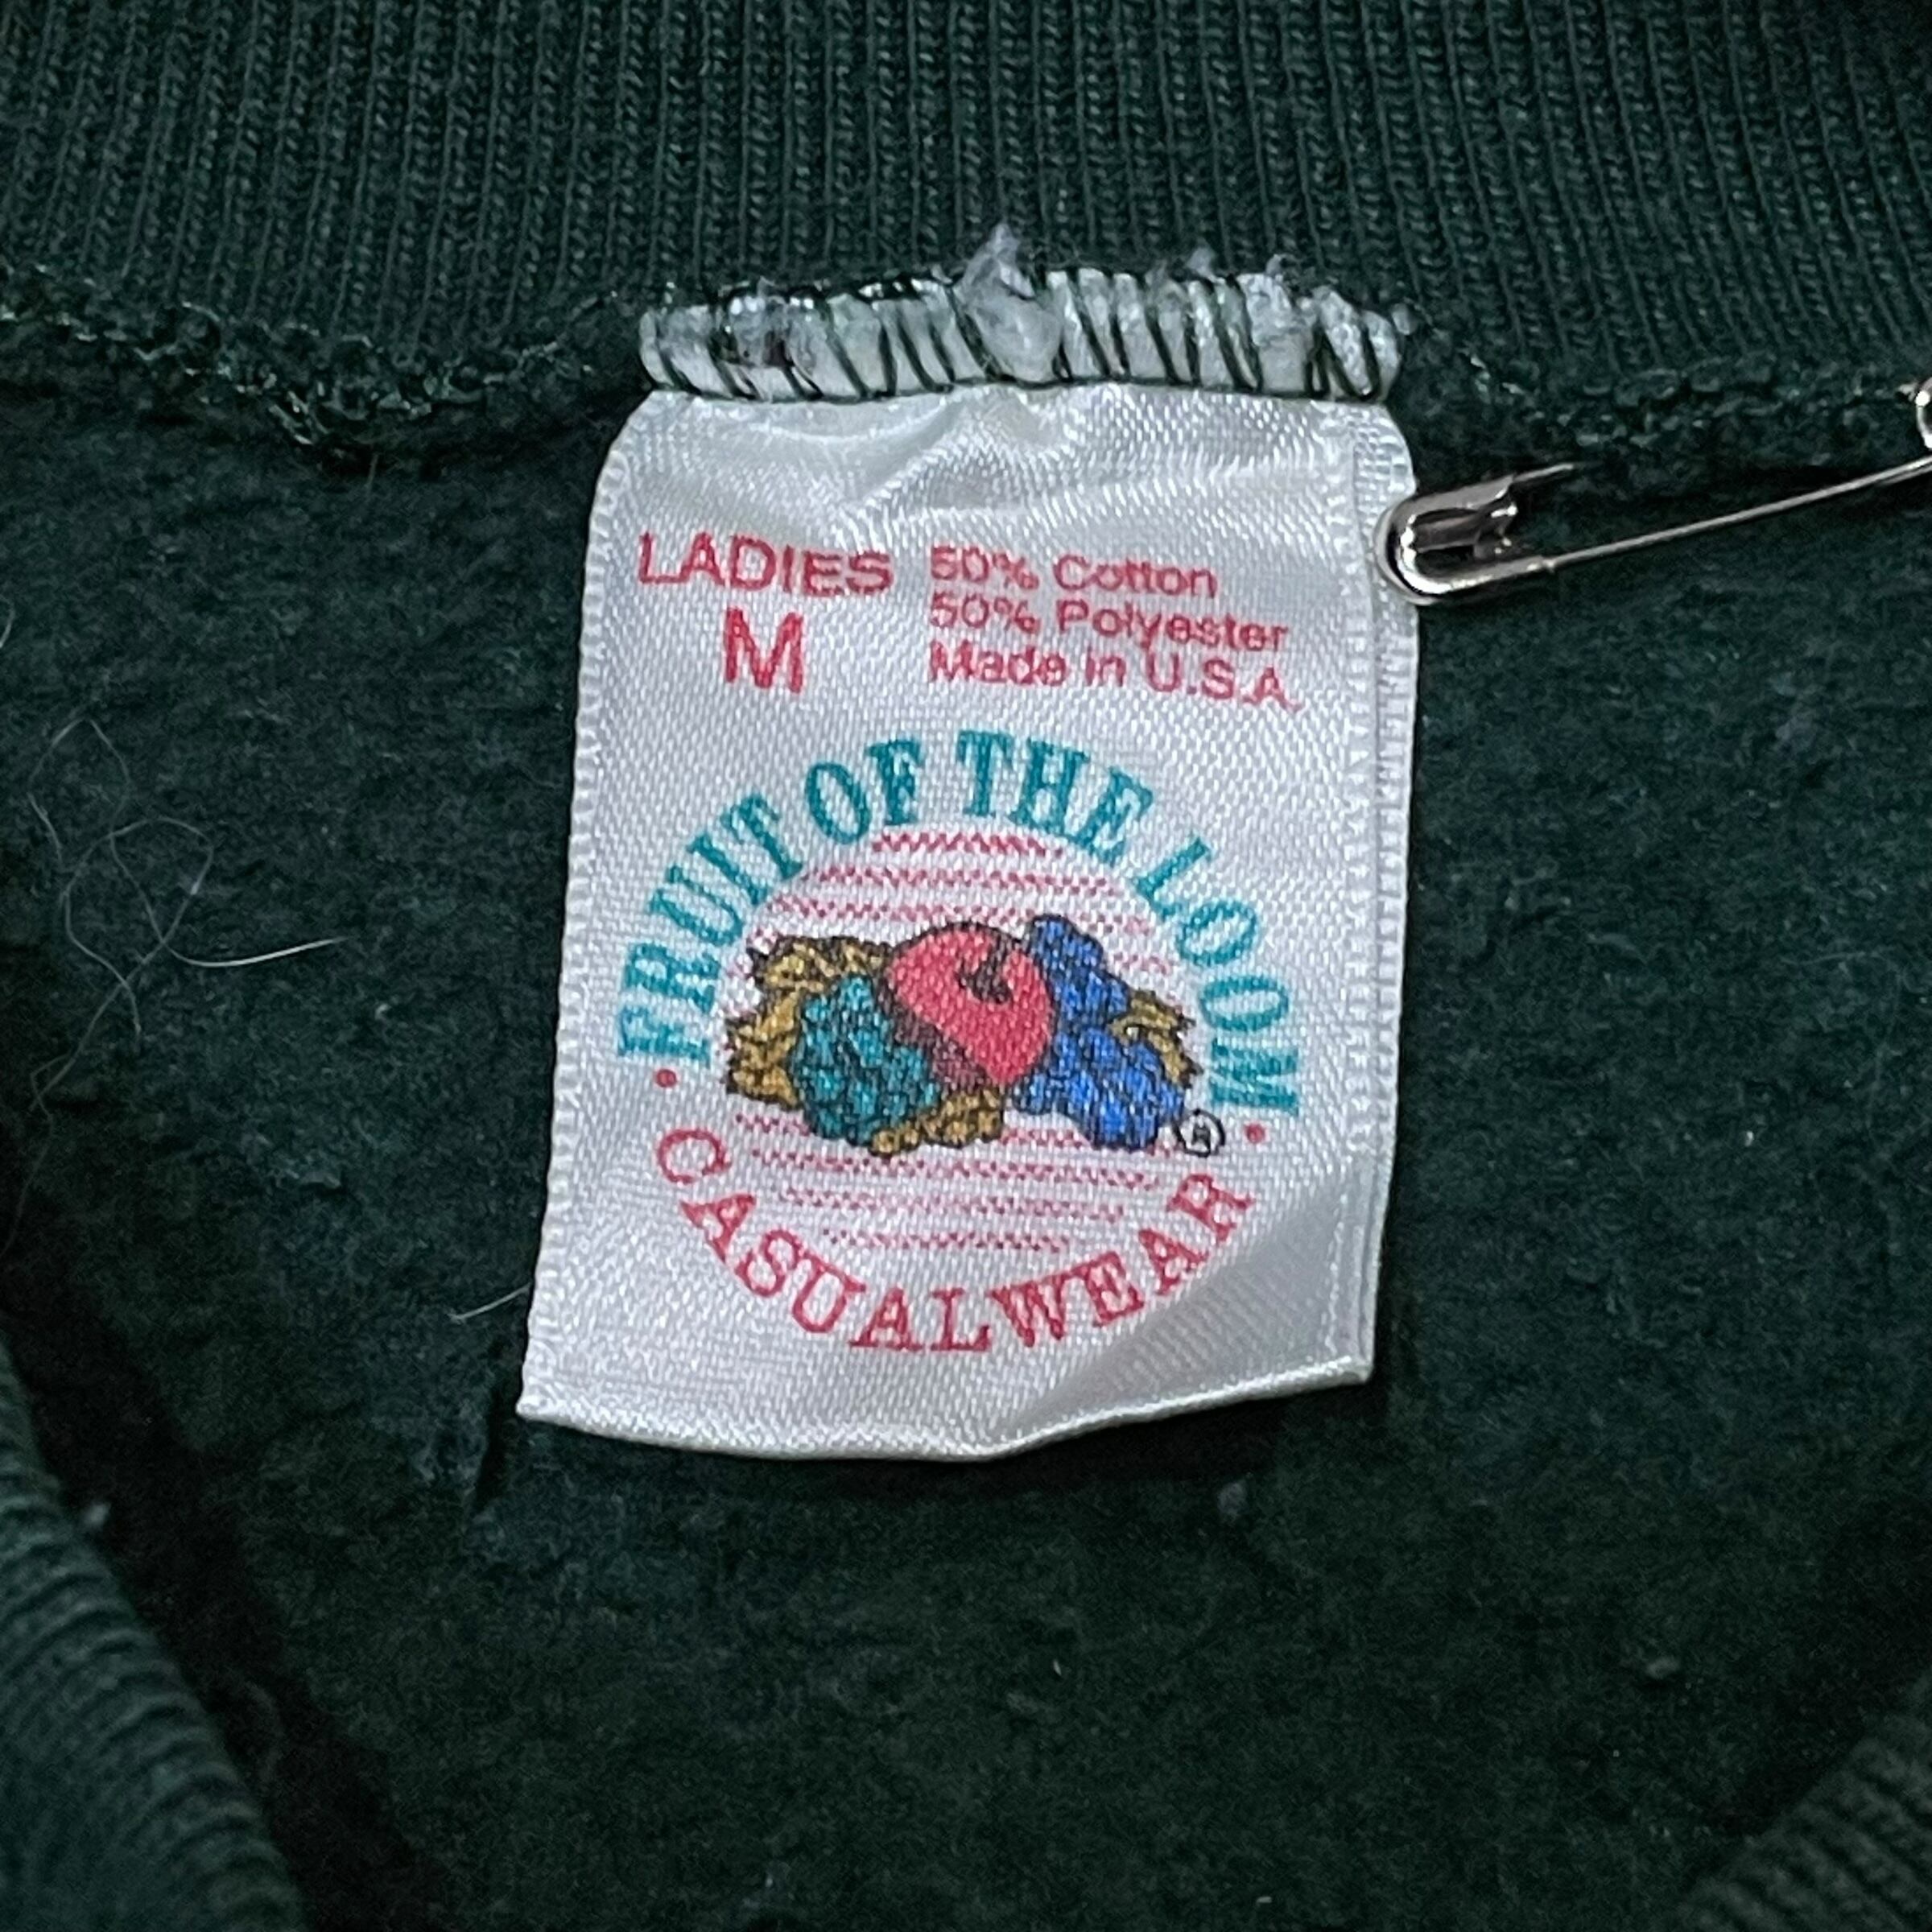 LADIES
M
50% Cotton
50% Polyester
Made in U.S.A.
FRUIT OF THE LOOM
®
• CASUALWEAR •